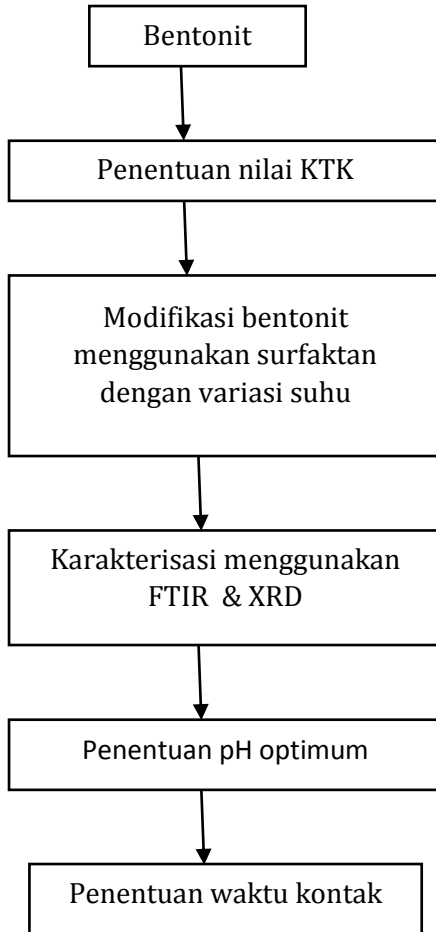 Bentonit
Penentuan nilai KTK
Modifikasi bentonit
menggunakan surfaktan
dengan variasi suhu
Karakterisasi menggunakan
FTIR & XRD
Penentuan pH optimum
Penentuan waktu kontak